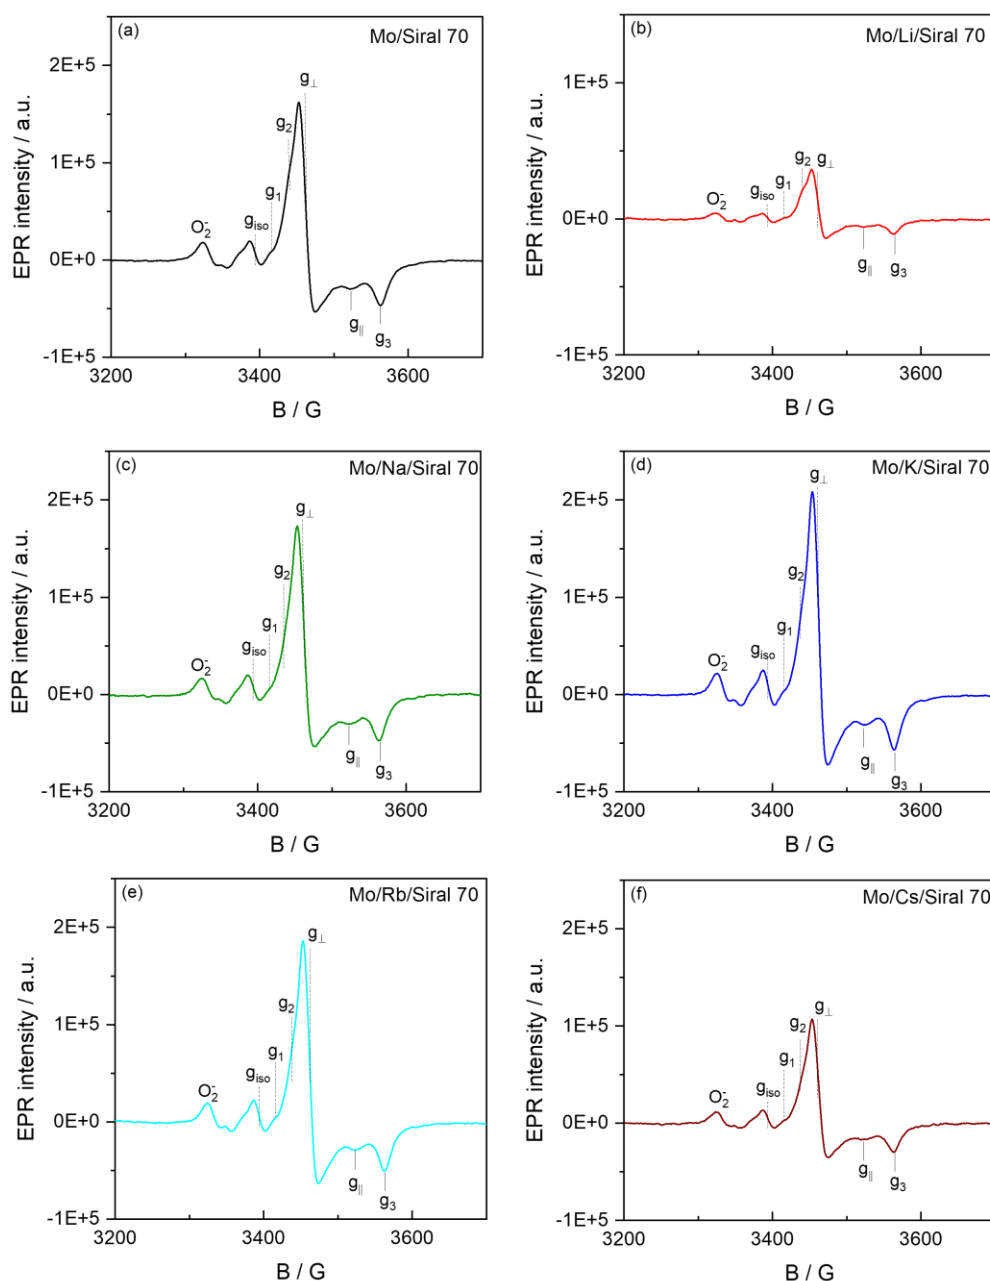 (a)
Mo/Siral 70
2E+5
1E+5
0E+0
-1E+5
EPR intensity / a.u.
O₂⁻
g_iso
g₁
g₂
g⊥
g||
g₃
3200
3400
3600
B / G
(b)
Mo/Li/Siral 70
1E+5
0E+0
-1E+5
EPR intensity / a.u.
O₂⁻
g_iso
g₁
g₂
g⊥
g||
g₃
3200
3400
3600
B / G
(c)
Mo/Na/Siral 70
2E+5
1E+5
0E+0
-1E+5
EPR intensity / a.u.
O₂⁻
g_iso
g₁
g₂
g⊥
g||
g₃
3200
3400
3600
B / G
(d)
Mo/K/Siral 70
2E+5
1E+5
0E+0
-1E+5
EPR intensity / a.u.
O₂⁻
g_iso
g₁
g₂
g⊥
g||
g₃
3200
3400
3600
B / G
(e)
Mo/Rb/Siral 70
2E+5
1E+5
0E+0
-1E+5
EPR intensity / a.u.
O₂⁻
g_iso
g₁
g₂
g⊥
g||
g₃
3200
3400
3600
B / G
(f)
Mo/Cs/Siral 70
2E+5
1E+5
0E+0
-1E+5
EPR intensity / a.u.
O₂⁻
g_iso
g₁
g₂
g⊥
g||
g₃
3200
3400
3600
B / G